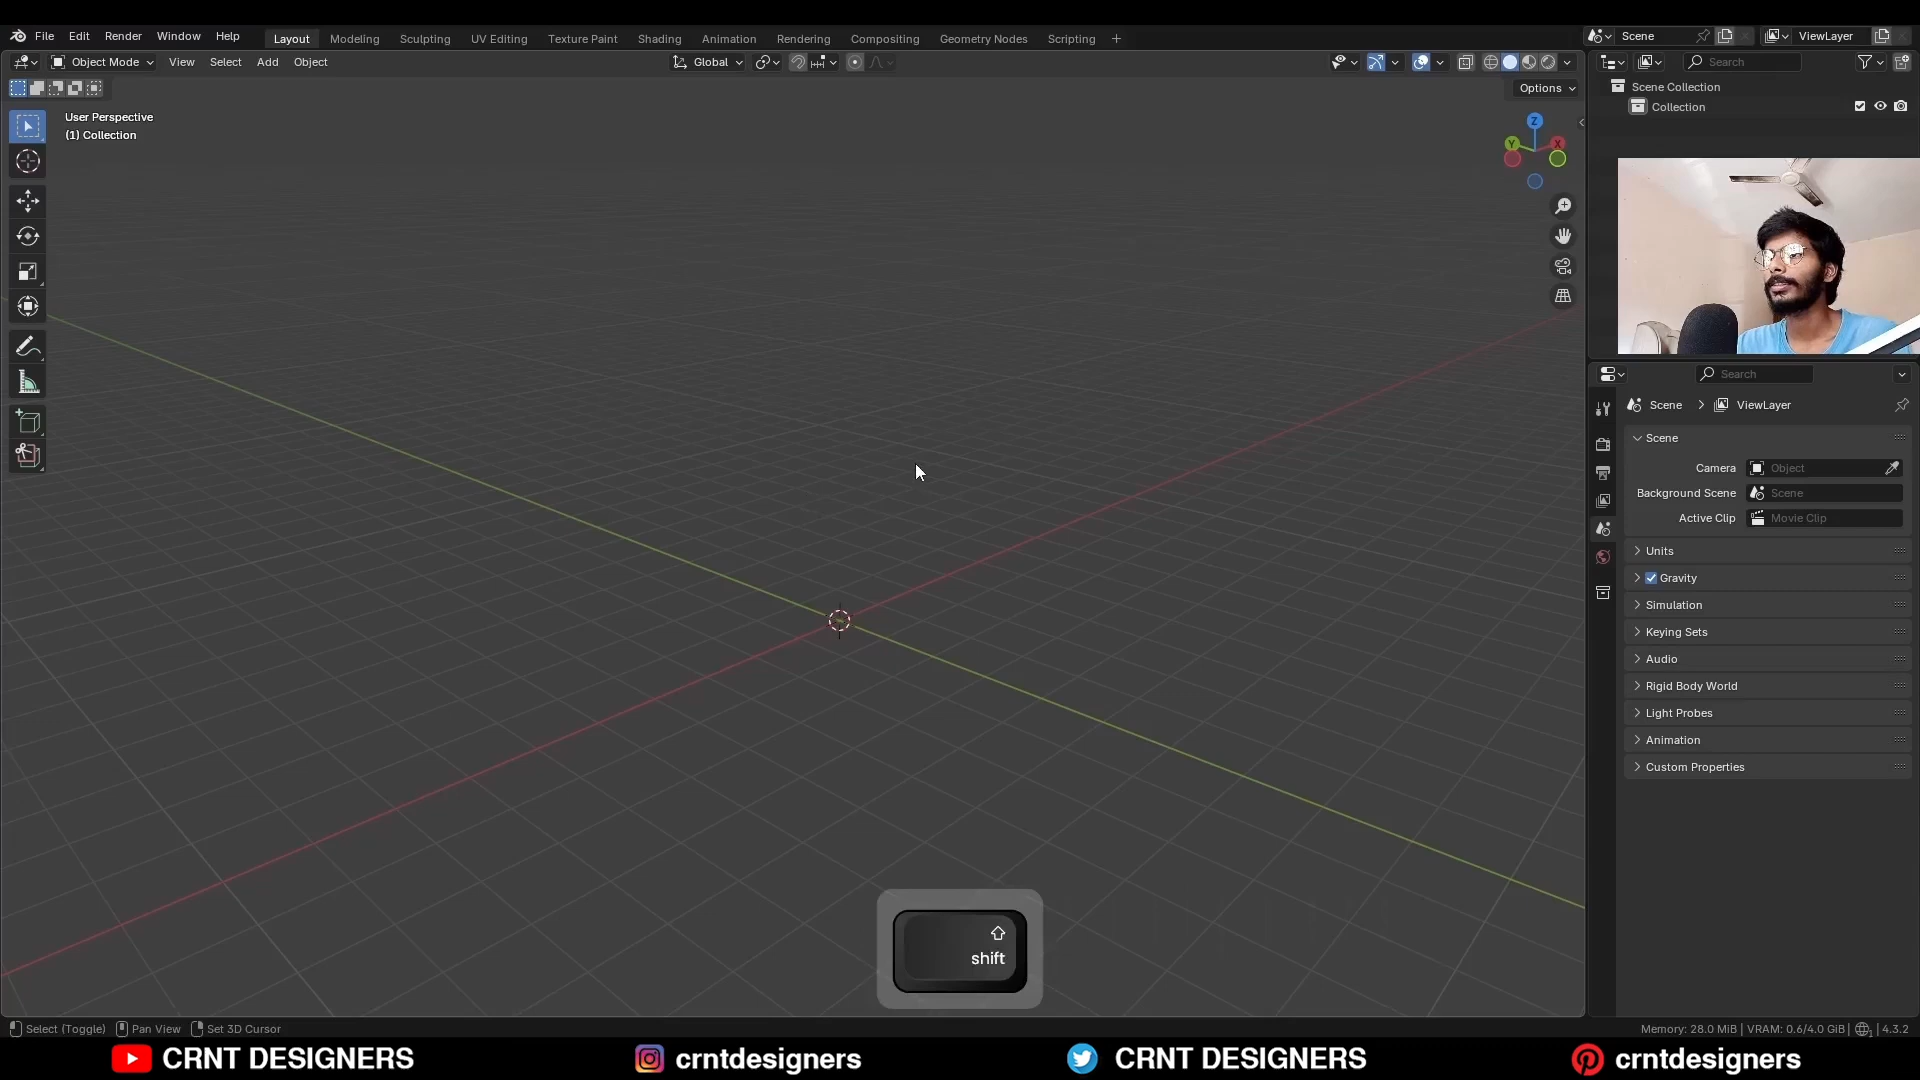 File Edit Render Window Help Layout Modeling Sculpting UV Editing Texture Paint Shading Animation Rendering Compositing Geometry Nodes Scripting + Scene ViewLayer
Object Mode View Select Add Object Global Search
Options
User Perspective
(1) Collection
Z
Y X
Scene Collection
Collection
Search
Scene > ViewLayer
Scene
Camera Object
Background Scene Scene
Active Clip Movie Clip
Units
Gravity
Simulation
Keying Sets
Audio
Rigid Body World
Light Probes
Animation
Custom Properties
shift
Select (Toggle) Pan View Set 3D Cursor Memory: 28.0 MiB | VRAM: 0.6/4.0 GiB | 4.3.2
CRNT DESIGNERS crntdesigners CRNT DESIGNERS crntdesigners